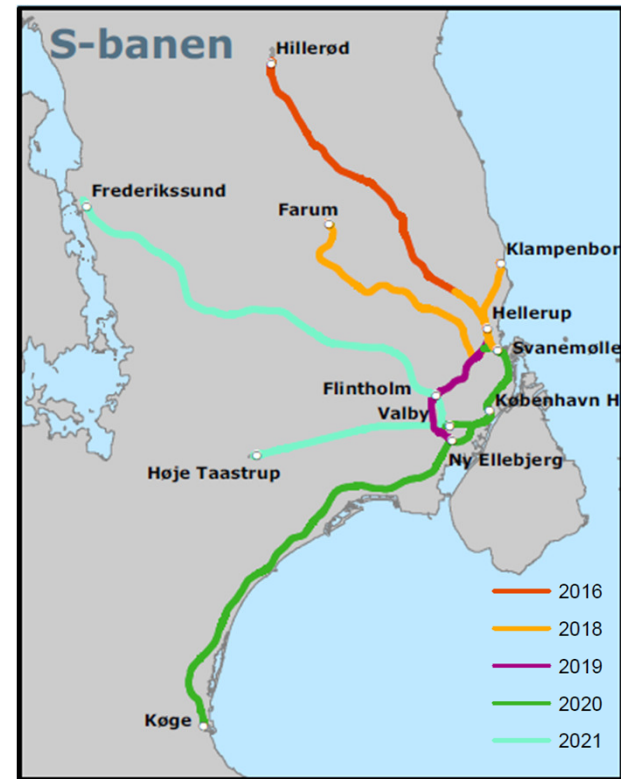 S-banen
Hillerød
Frederikssund
Farum
Klampenbor
Hellerup
Svanemølle
Flintholm
København H
Valby
Ny Ellebjerg
Høje Taastrup
Køge
2016
2018
2019
2020
2021